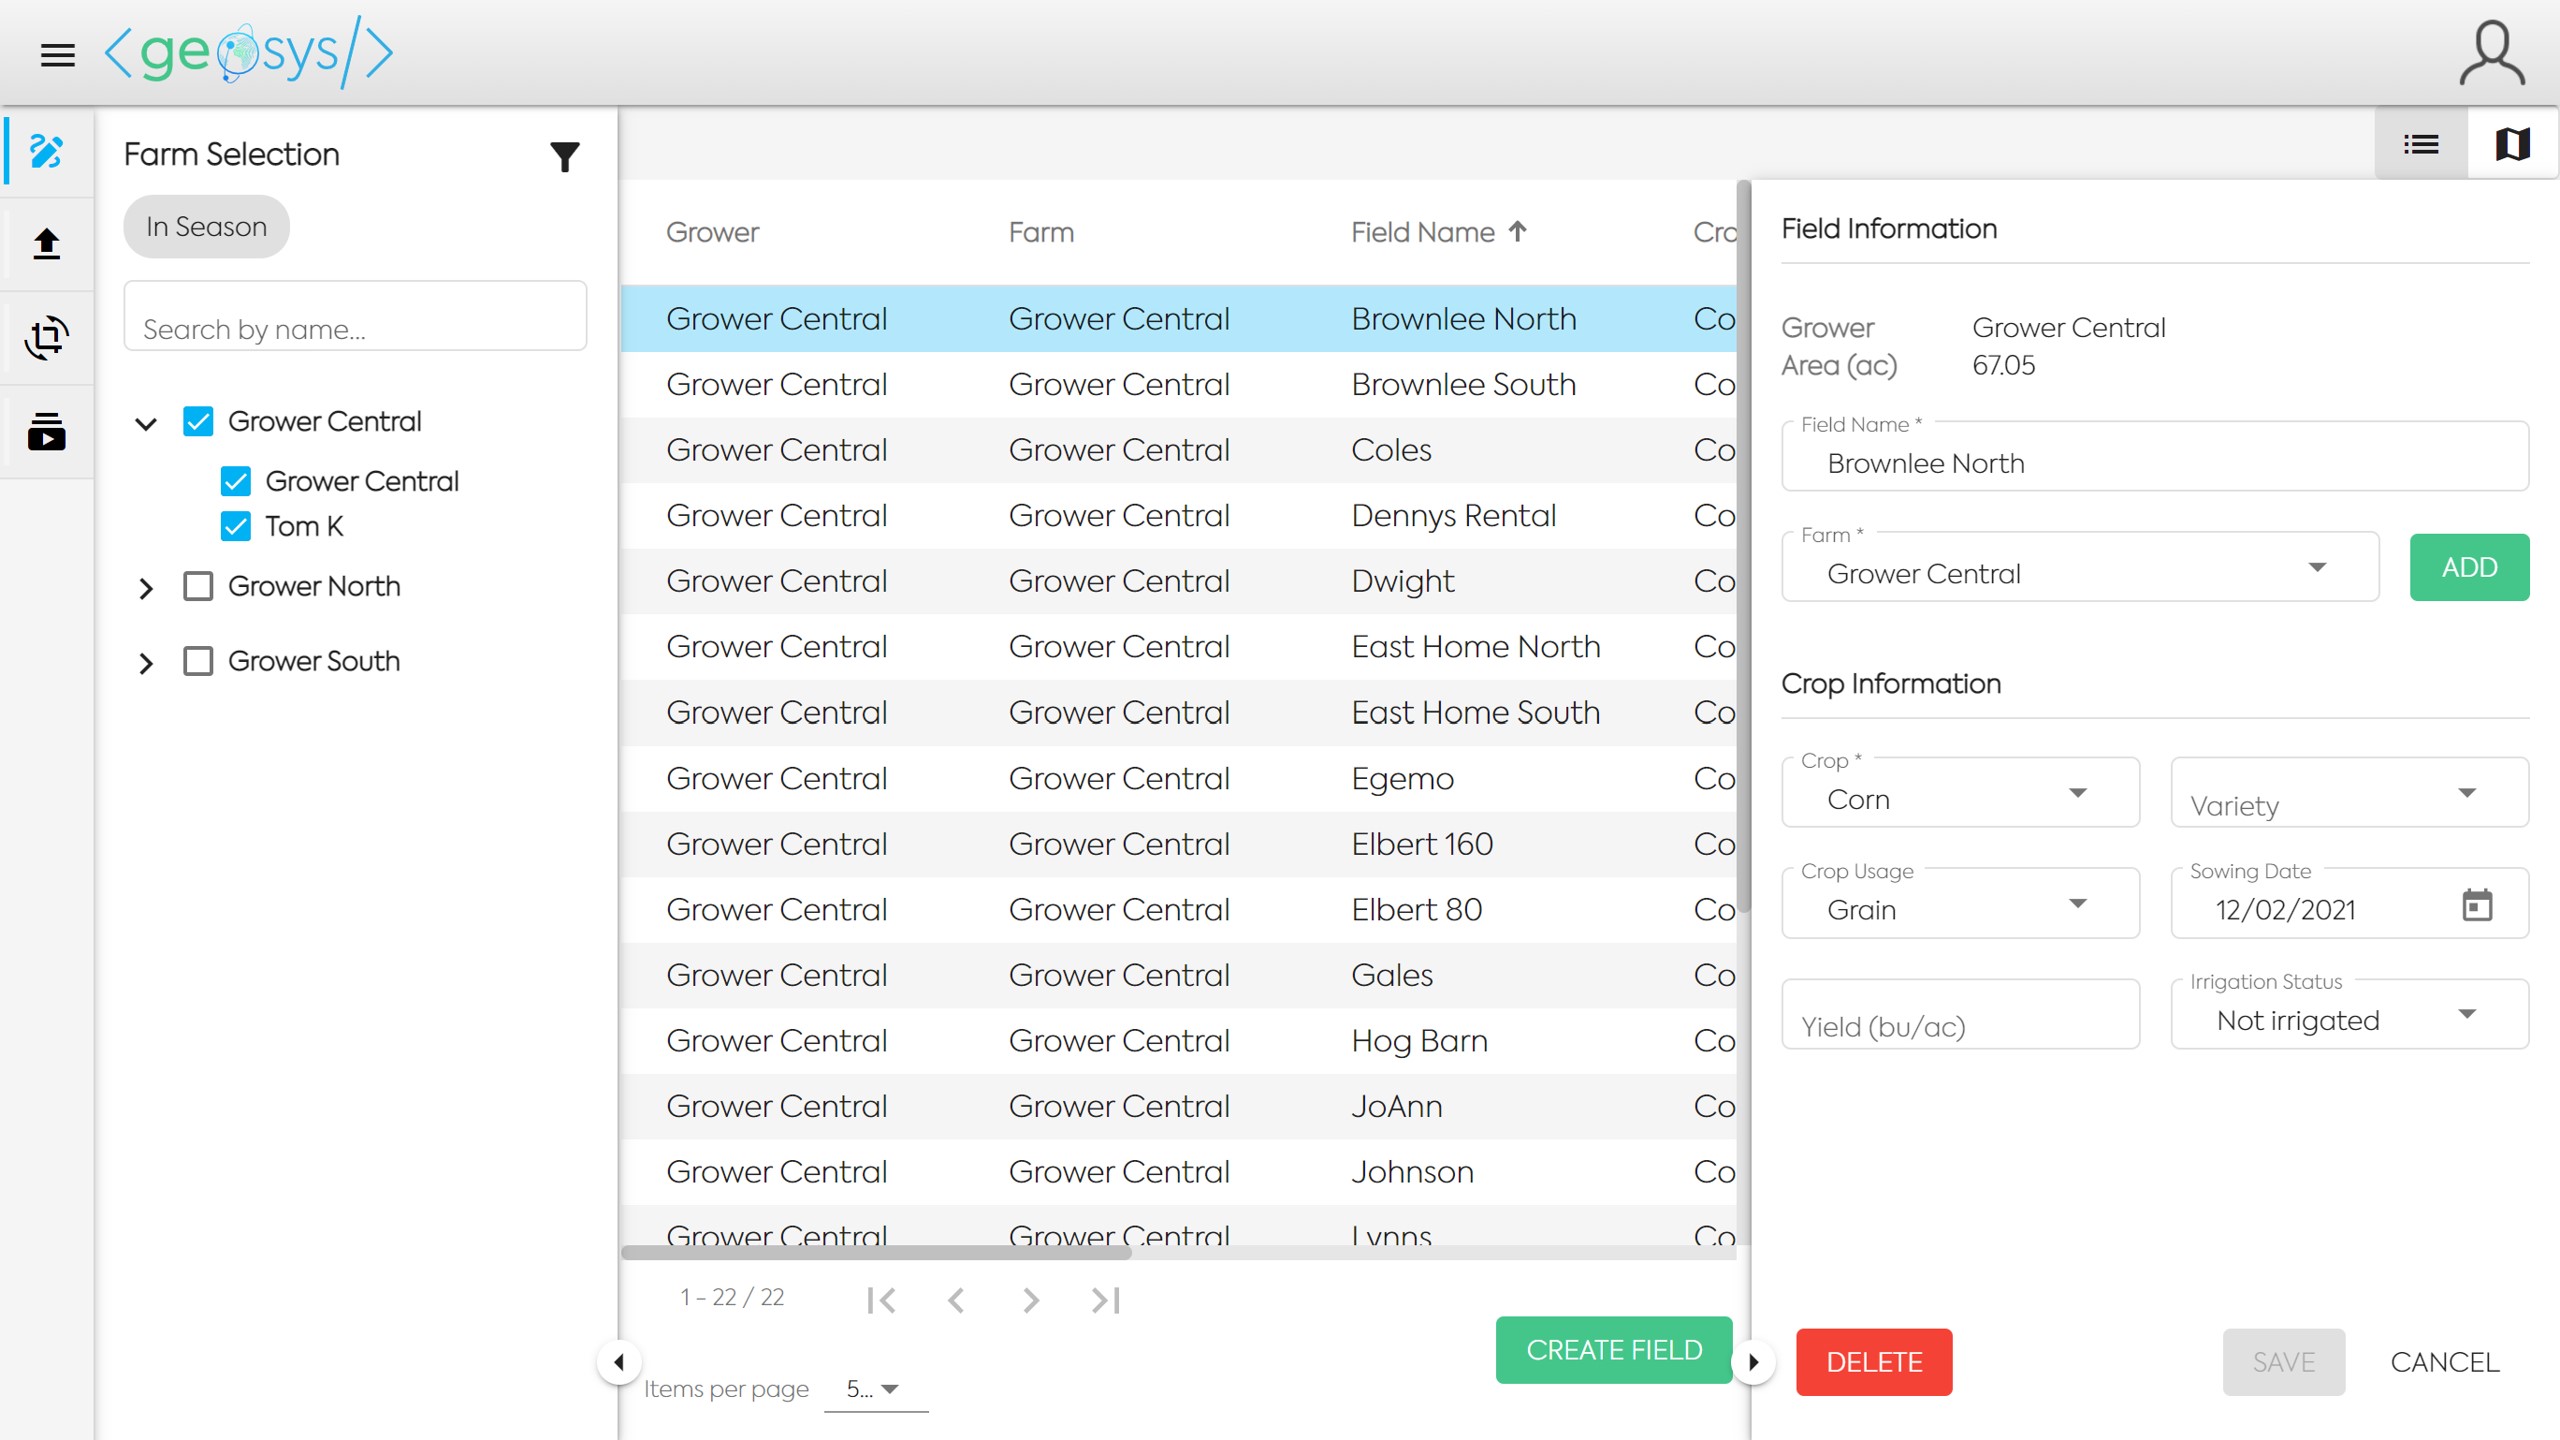 <geosys/>
Farm Selection
In Season
Search by name...
Grower Central
Grower Central
Tom K
Grower North
Grower South
Grower Farm Field Name Cro
Grower Central Grower Central Brownlee North Co
Grower Central Grower Central Brownlee South Co
Grower Central Grower Central Coles Co
Grower Central Grower Central Dennys Rental Co
Grower Central Grower Central Dwight Co
Grower Central Grower Central East Home North Co
Grower Central Grower Central East Home South Co
Grower Central Grower Central Egemo Co
Grower Central Grower Central Elbert 160 Co
Grower Central Grower Central Elbert 80 Co
Grower Central Grower Central Gales Co
Grower Central Grower Central Hog Barn Co
Grower Central Grower Central JoAnn Co
Grower Central Grower Central Johnson Co
Grower Central Grower Central Lynns Co
1 - 22 / 22
Items per page 5...
CREATE FIELD
Field Information
Grower Grower Central
Area (ac) 67.05
Field Name *
Brownlee North
Farm *
Grower Central
ADD
Crop Information
Crop *
Corn
Variety
Crop Usage
Grain
Sowing Date
12/02/2021
Yield (bu/ac)
Irrigation Status
Not irrigated
DELETE
SAVE
CANCEL